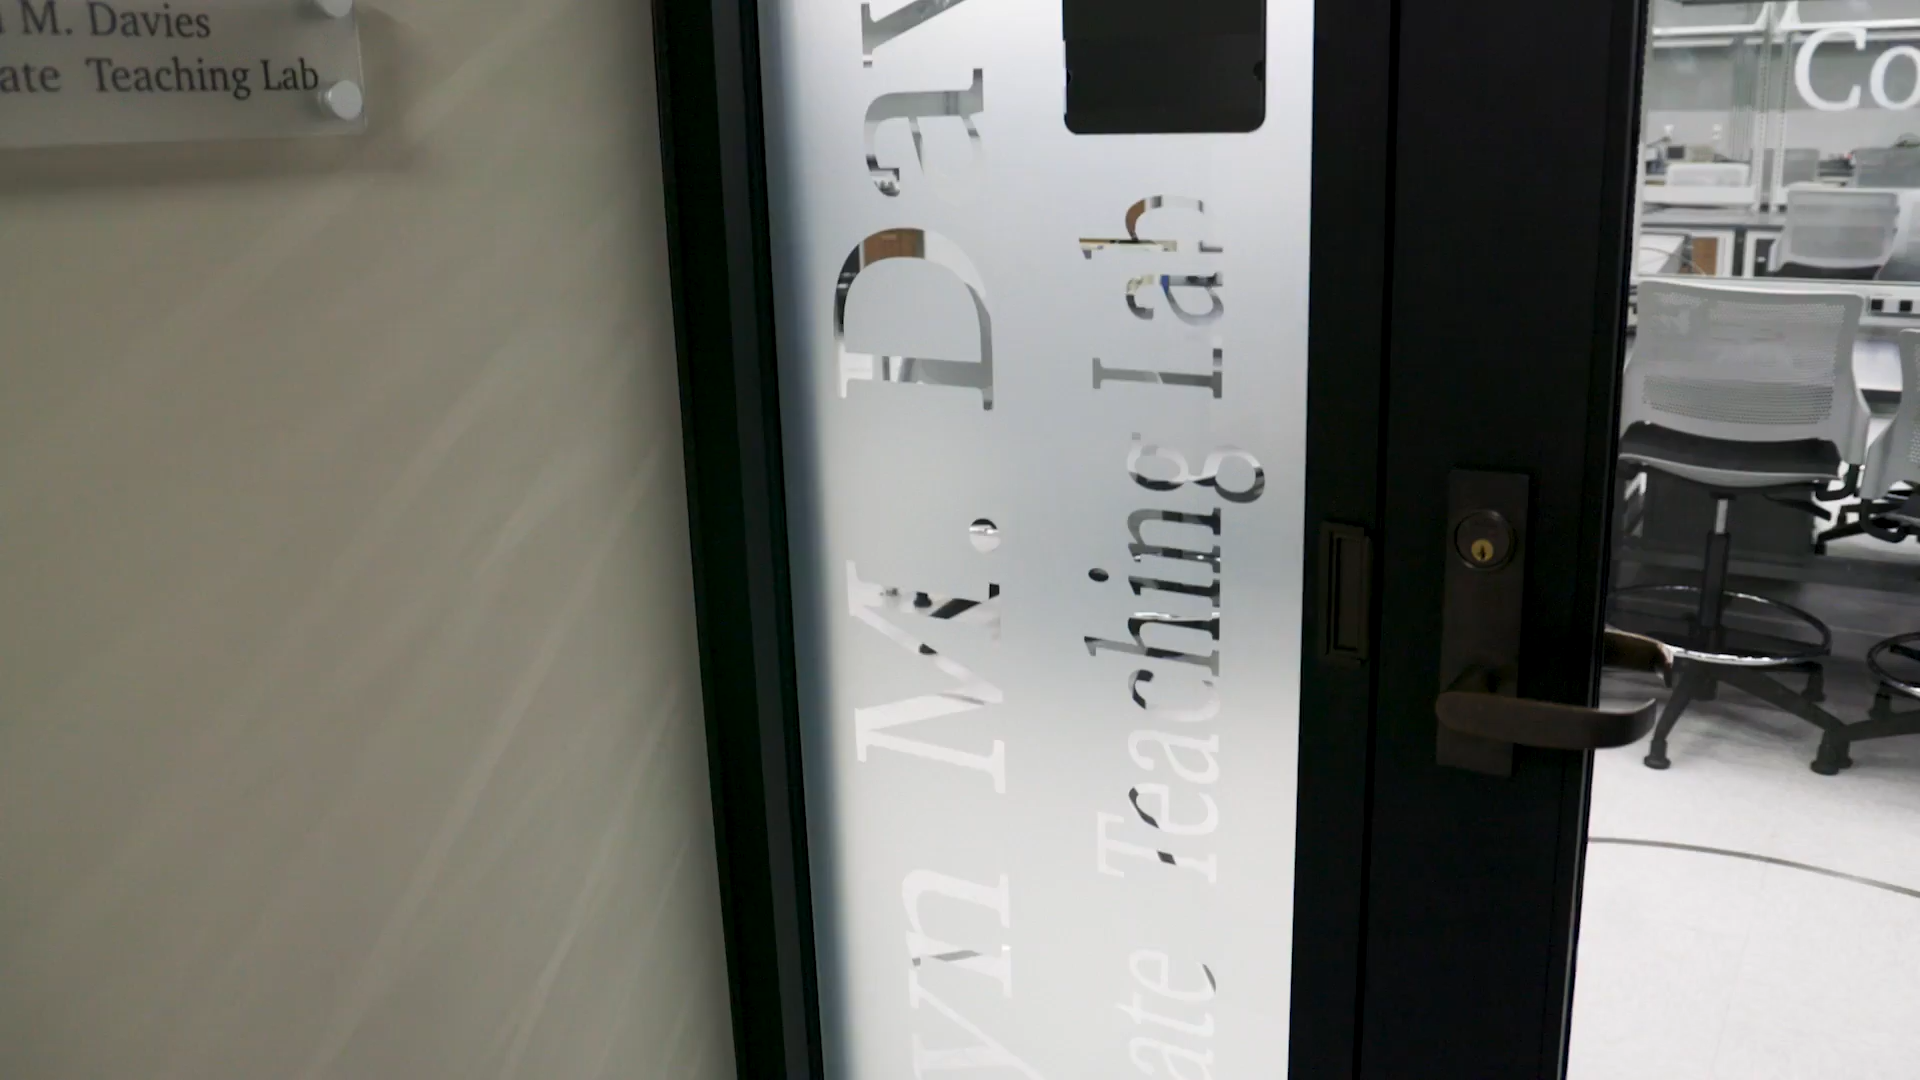 M. Davies
ate Teaching Lab
yn M. Dav
ate Teaching Lab
Co